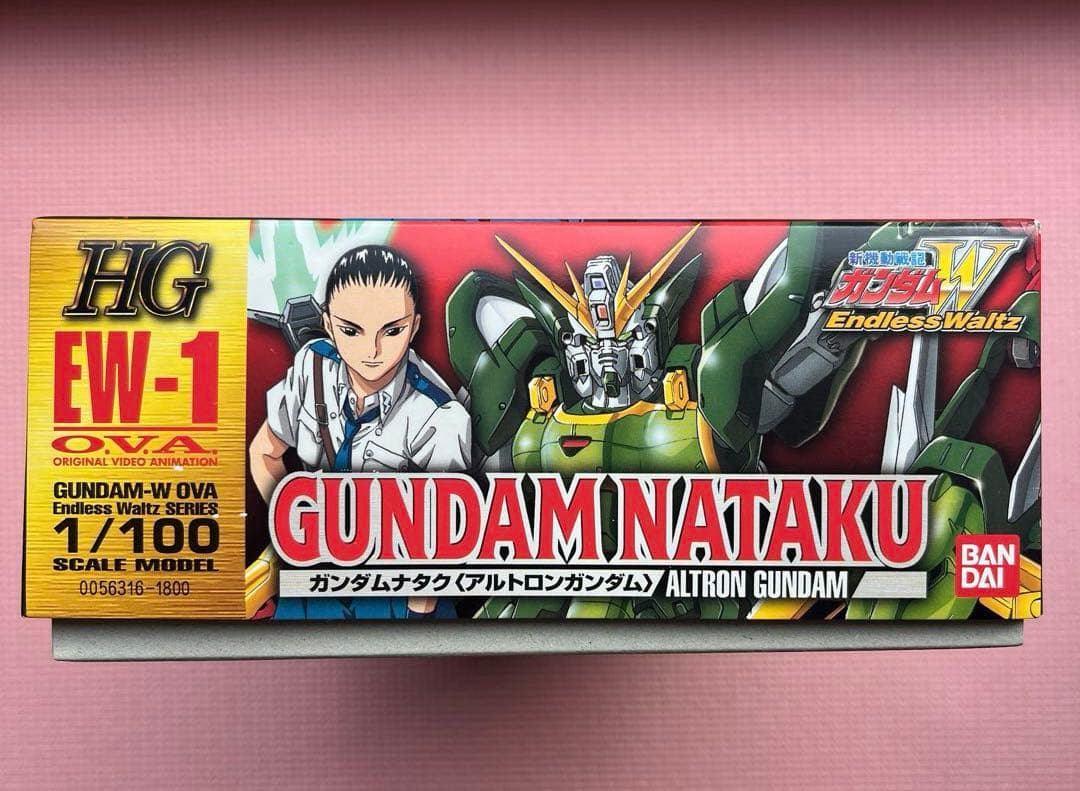 HG
EW-1
O.V.A.
ORIGINAL VIDEO ANIMATION
GUNDAM-W OVA
Endless Waltz SERIES
1/100
SCALE MODEL
0056316-1800
新機動戦記
ガンダムW
Endless Waltz
GUNDAM NATAKU
ガンダムナタク〈アルトロンガンダム〉 ALTRON GUNDAM
BAN
DAI